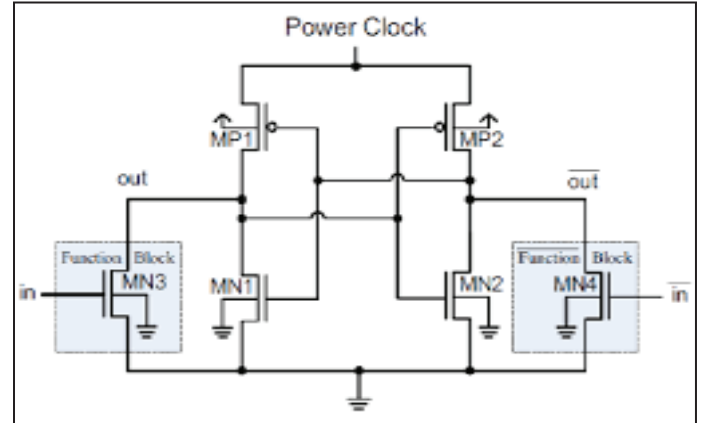 Power Clock
MP1
MP2
out
out
Function Block
Function Block
MN3
MN1
MN2
MN4
in
in